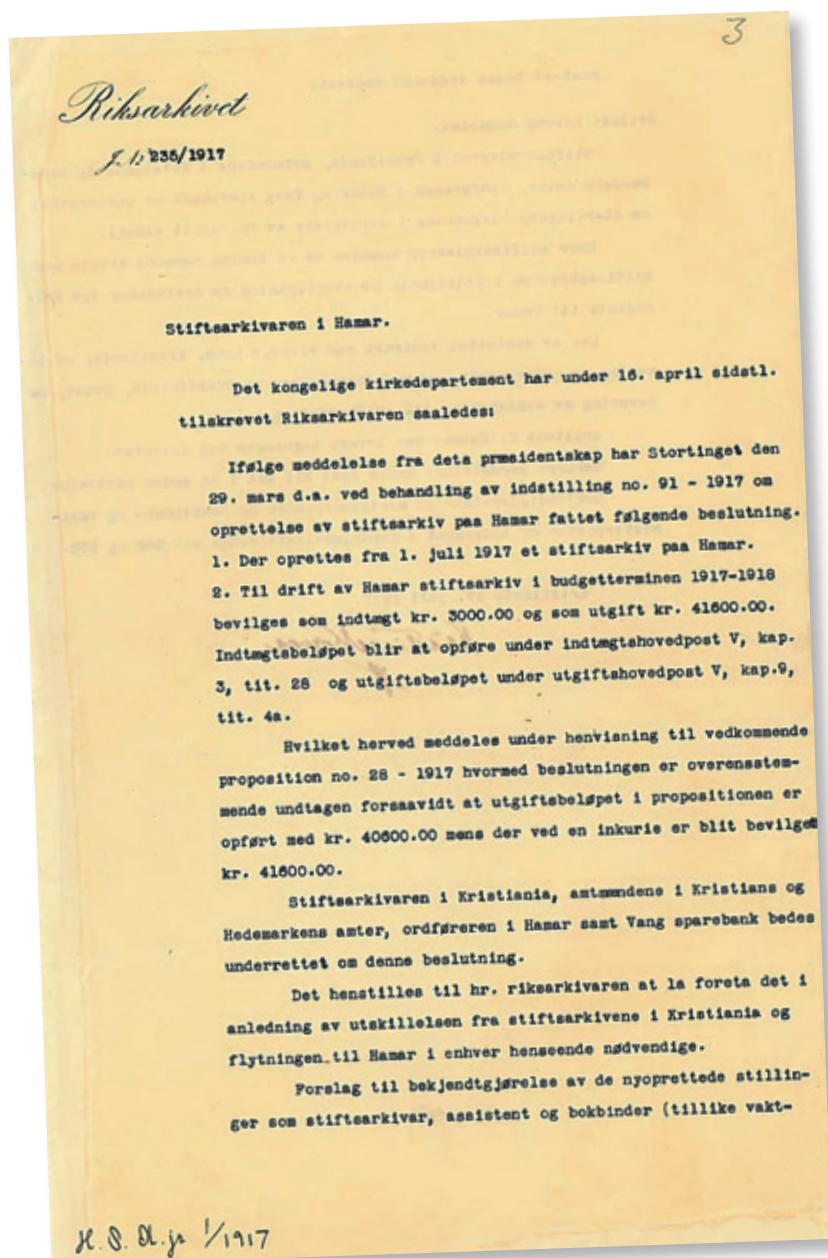 3
Riksarkivet
J. nr 235/1917
Stiftsarkivaren i Hamar.
Det kongelige kirkedepartement har under 16. april sidstl.
tilskrevet Riksarkivaren saaledes:
Ifølge meddelelse fra dets præsidentskap har Stortinget den
29. mars d.a. ved behandling av indstilling no. 91 - 1917 om
oprettelse av stiftsarkiv paa Hamar fattet følgende beslutning.
1. Der oprettes fra 1. juli 1917 et stiftsarkiv paa Hamar.
2. Til drift av Hamar stiftsarkiv i budgetterminen 1917-1918
bevilges som indtægt kr. 3000.00 og som utgift kr. 41600.00.
Indtægtsbeløpet blir at opføre under indtægtshovedpost V, kap.
3, tit. 28 og utgiftsbeløpet under utgiftshovedpost V, kap.9,
tit. 4a.
Hvilket herved meddeles under henvisning til vedkommende
proposition no. 28 - 1917 hvormed beslutningen er overensstem-
mende undtagen forsaavidt at utgiftsbeløpet i propositionen er
opført med kr. 40600.00 mens der ved en inkurie er blit bevilget
kr. 41600.00.
Stiftsarkivaren i Kristiania, amtmændene i Kristians og
Hedemarkens amter, ordføreren i Hamar samt Vang sparebank bedes
underrettet om denne beslutning.
Det henstilles til hr. riksarkivaren at la foreta det i
anledning av utskillelsen fra stiftsarkivene i Kristiania og
flytningen til Hamar i enhver henseende nødvendige.
Forslag til bekjendtgjørelse av de nyoprettede stillin-
ger som stiftsarkivar, assistent og bokbinder (tillike vakt-
H. S. A. js 1/1917